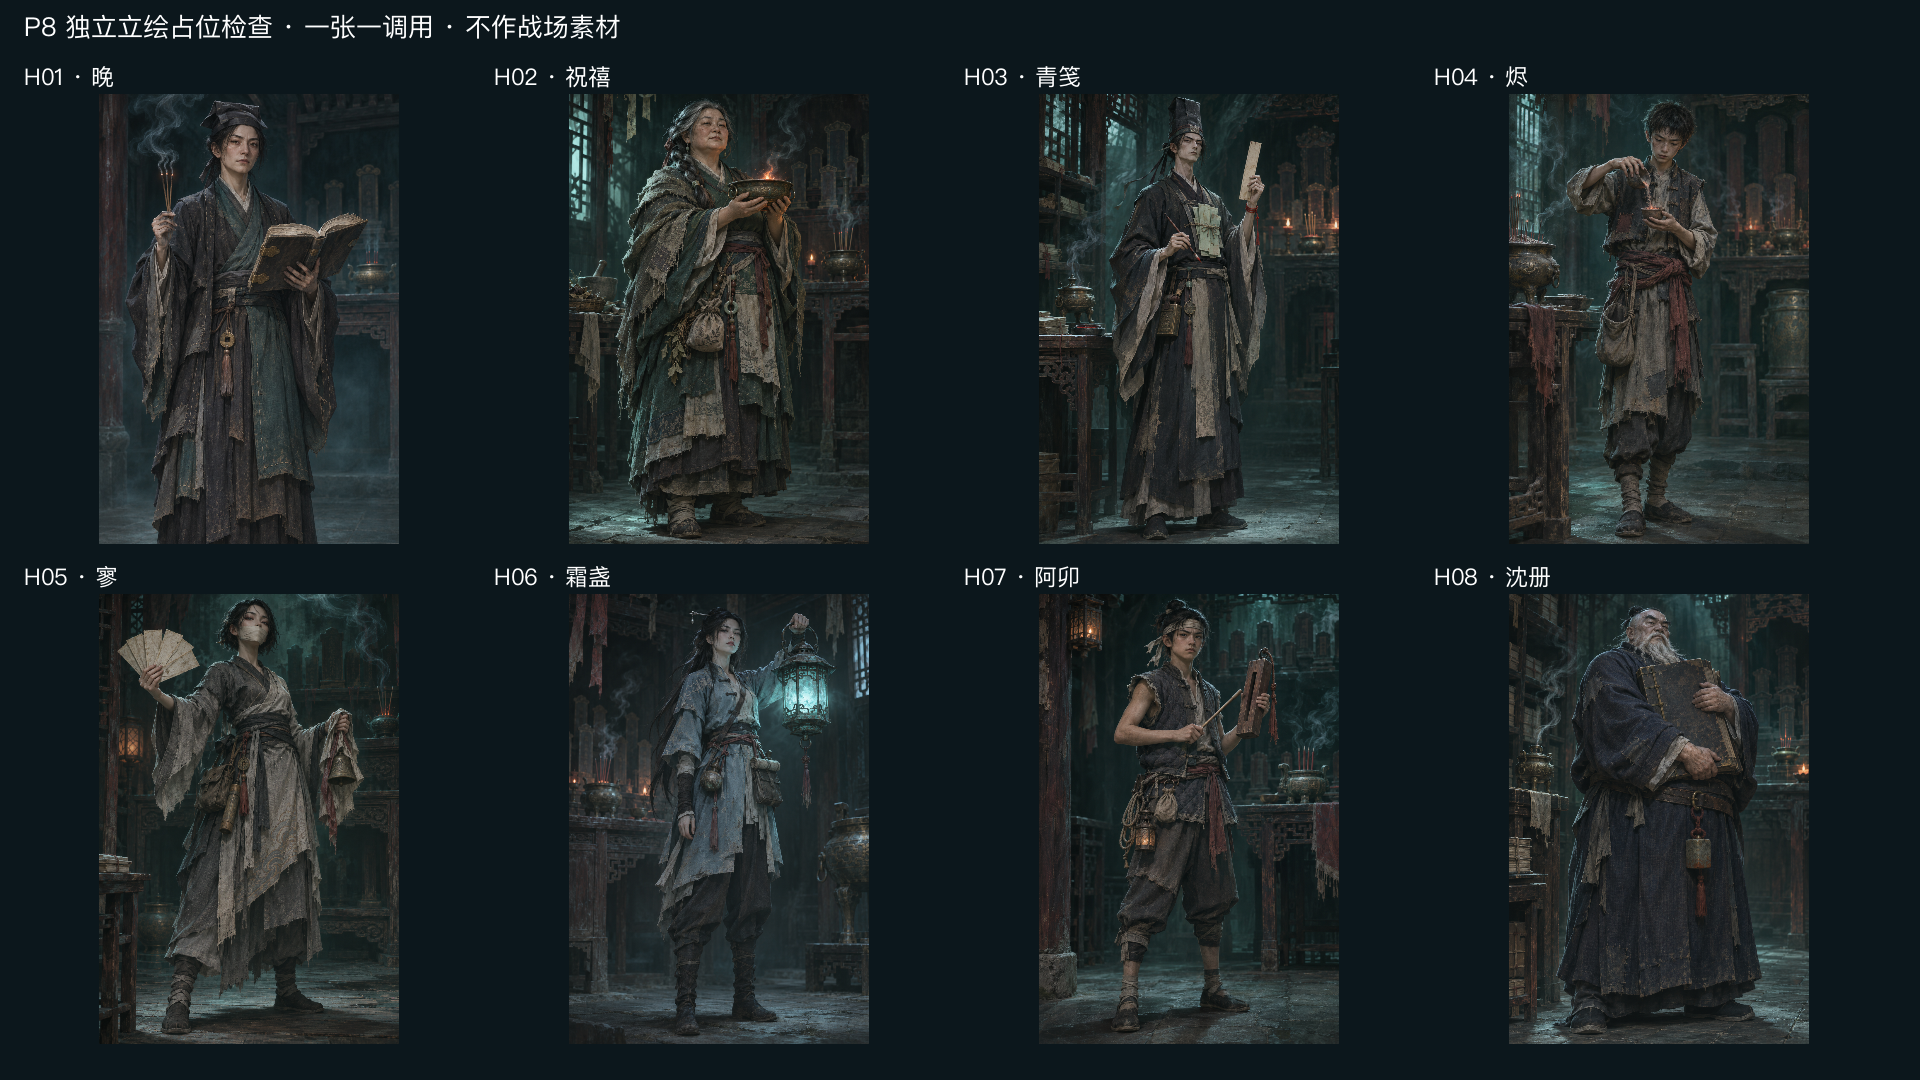 P8 独立立绘占位检查 · 一张一调用 · 不作战场素材
H01 · 晚
H02 · 祝禧
H03 · 青笺
H04 · 烬
H05 · 寥
H06 · 霜盏
H07 · 阿卯
H08 · 沈册